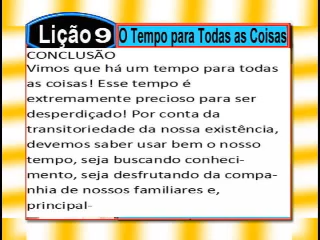 Lição 9 O Tempo para Todas as Coisas
CONCLUSÃO
Vimos que há um tempo para todas
as coisas! Esse tempo é
extremamente precioso para ser
desperdiçado! Por conta da
transitoriedade da nossa existência,
devemos saber usar bem o nosso
tempo, seja buscando conheci-
mento, seja desfrutando da compa-
nhia de nossos familiares e,
principal-